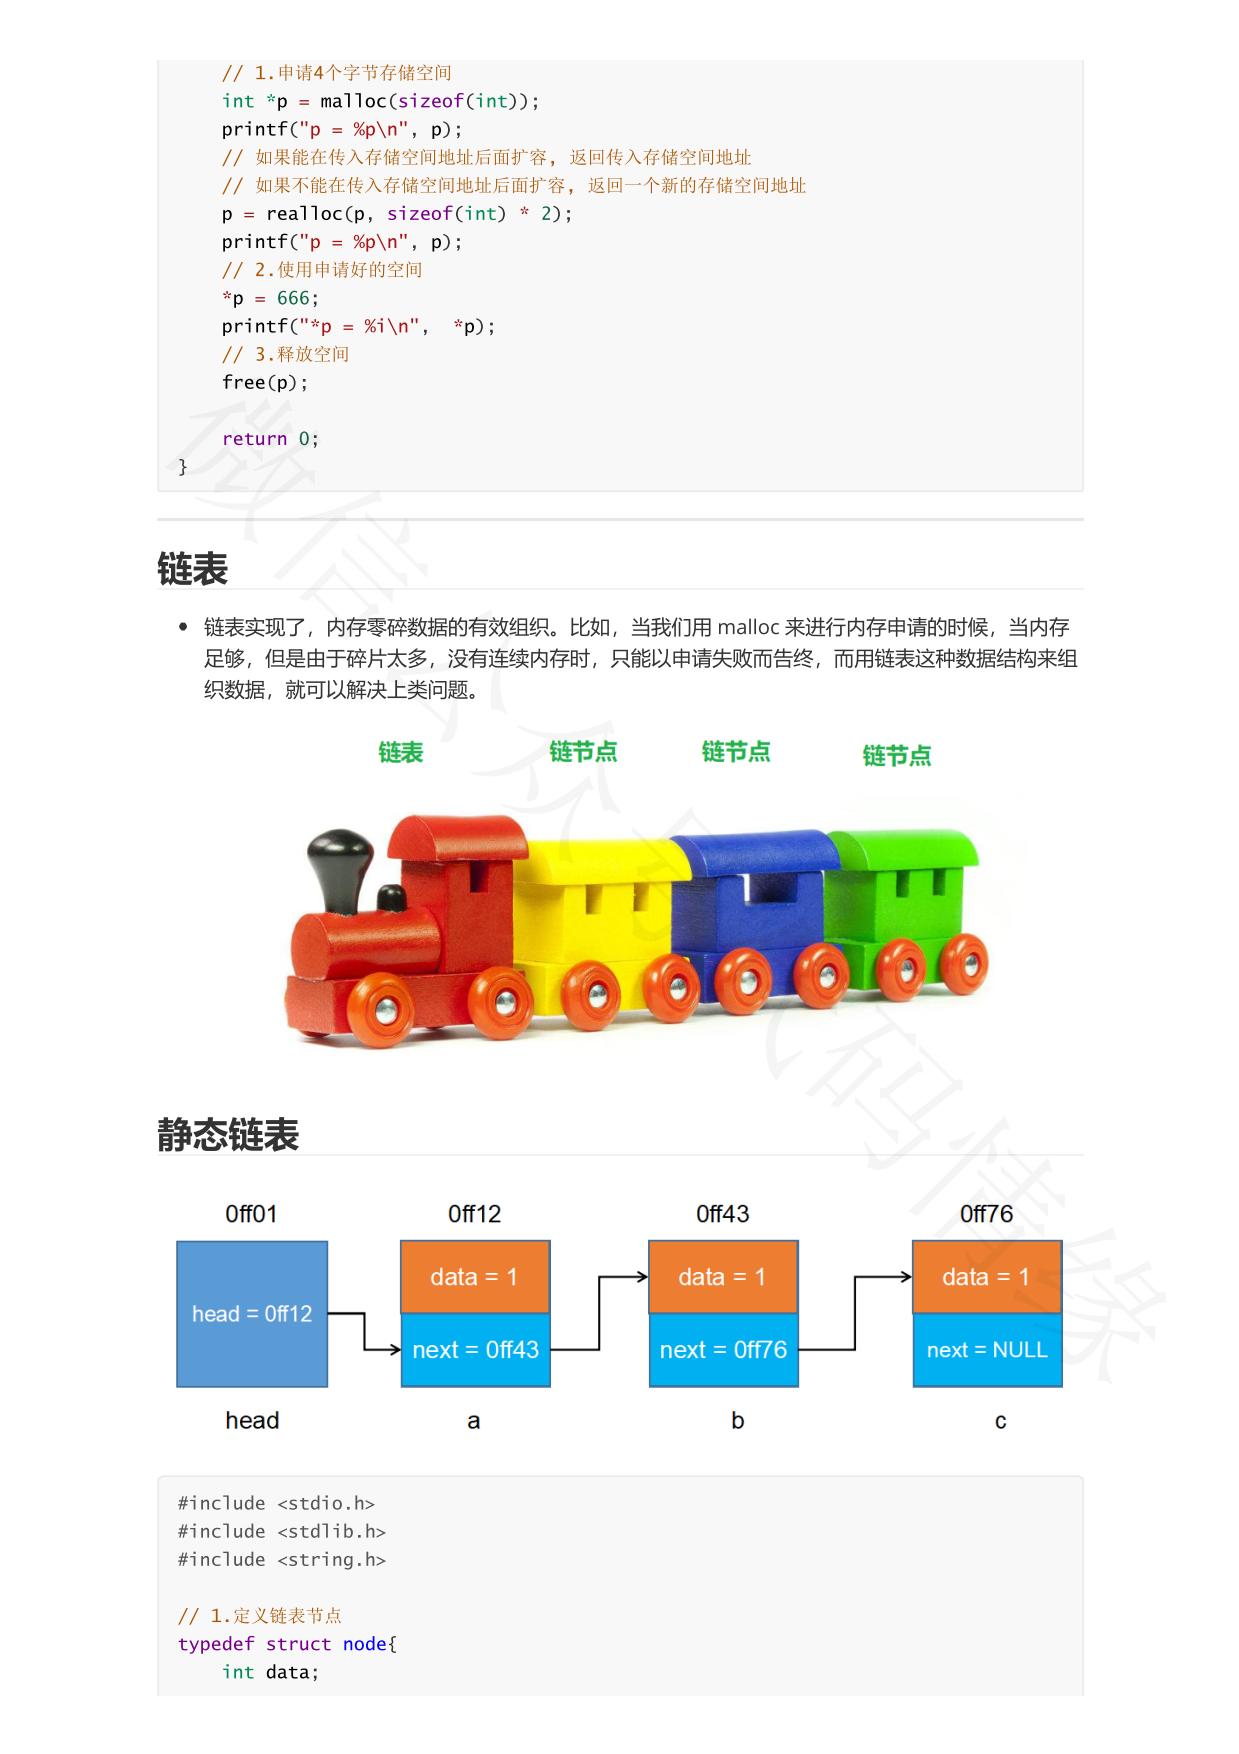 // 1.申请4个字节存储空间
int *p = malloc(sizeof(int));
printf("p = %p\n", p);
// 如果能在传入存储空间地址后面扩容, 返回传入存储空间地址
// 如果不能在传入存储空间地址后面扩容, 返回一个新的存储空间地址
p = realloc(p, sizeof(int) * 2);
printf("p = %p\n", p);
// 2.使用申请好的空间
*p = 666;
printf("*p = %i\n",  *p);
// 3.释放空间
free(p);
return 0;
}
链表
• 链表实现了，内存零碎数据的有效组织。比如，当我们用 malloc 来进行内存申请的时候，当内存
足够，但是由于碎片太多，没有连续内存时，只能以申请失败而告终，而用链表这种数据结构来组
织数据，就可以解决上类问题。
链表 链节点 链节点 链节点
静态链表
0ff01 0ff12 0ff43 0ff76
data = 1 data = 1 data = 1
head = 0ff12
next = 0ff43 next = 0ff76 next = NULL
head a b c
#include <stdio.h>
#include <stdlib.h>
#include <string.h>
// 1.定义链表节点
typedef struct node{
int data;
微信公众号：代码情缘